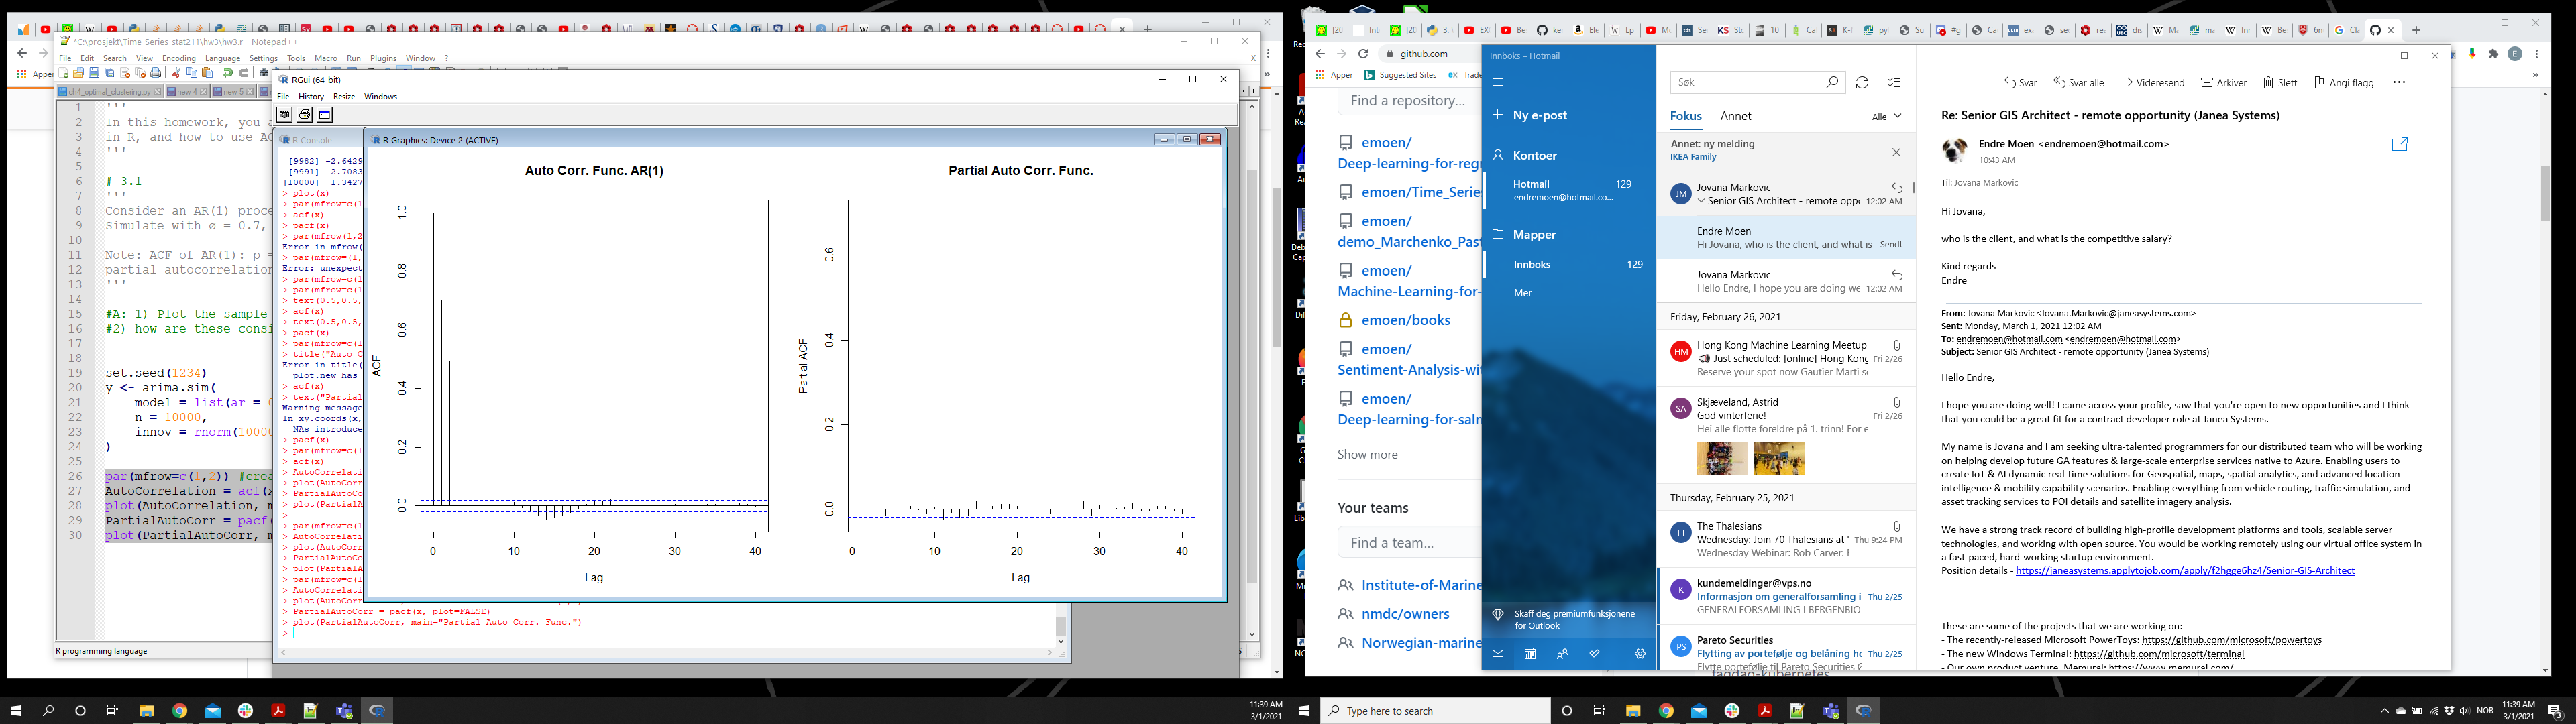 *C:\prosjekt\Time_Series_stat211\hw3\hw3.r - Notepad++
File Edit Search View Encoding Language Settings Tools Macro Run Plugins Window ?
ch4_optimal_clustering.py new 4 new 5
1 '''
2 In this homework, you a
3 in R, and how to use AC
4 '''
5
6 # 3.1
7 '''
8 Consider an AR(1) proce
9 Simulate with ø = 0.7,
10
11 Note: ACF of AR(1): p =
12 partial autocorrelation
13 '''
14
15 #A: 1) Plot the sample
16 #2) how are these consi
17
18
19 set.seed(1234)
20 y <- arima.sim(
21 model = list(ar = 0
22 n = 10000,
23 innov = rnorm(10000
24 )
25
26 par(mfrow=c(1,2)) #crea
27 AutoCorrelation = acf(x
28 plot(AutoCorrelation, m
29 PartialAutoCorr = pacf(
30 plot(PartialAutoCorr, m
R programming language
RGui (64-bit)
File History Resize Windows
R Console
[9982] -2.6429
[9991] -2.7083
[10000] 1.3427
> plot(x)
> par(mfrow=c(1
> acf(x)
> pacf(x)
> par(mfrow(1,2
Error in mfrow(
> par(mfrow=(1,
Error: unexpect
> par(mfrow=c(1
> par(mfrow=c(1
> text(0.5,0.5,
> acf(x)
> text(0.5,0.5,
> pacf(x)
> par(mfrow=c(1
> title("Auto C
Error in title(
plot.new has
> acf(x)
> text("Partial
Warning message
In xy.coords(x,
NAs introduce
> pacf(x)
> par(mfrow=c(1
> acf(x)
> AutoCorrelati
> plot(AutoCorr
> PartialAutoCo
> plot(PartialA
>
> par(mfrow=c(1
> AutoCorrelati
> plot(AutoCorr
> PartialAutoCo
> plot(PartialA
> par(mfrow=c(1
> AutoCorrelati
> PartialAutoCorr = pacf(x, plot=FALSE)
> plot(PartialAutoCorr, main="Partial Auto Corr. Func.")
>
R Graphics: Device 2 (ACTIVE)
Auto Corr. Func. AR(1)
ACF
1.0
0.8
0.6
0.4
0.2
0.0
0 10 20 30 40
Lag
Partial Auto Corr. Func.
Partial ACF
0.6
0.4
0.2
0.0
0 10 20 30 40
Lag
11:39 AM
3/1/2021
github.com
Apper Suggested Sites
Find a repository...
emoen/
Deep-learning-for-regr
emoen/Time_Series
emoen/
demo_Marchenko_Past
emoen/
Machine-Learning-for-
emoen/books
emoen/
Sentiment-Analysis-wit
emoen/
Deep-learning-for-saln
Show more
Your teams
Find a team...
Institute-of-Marine
nmdc/owners
Norwegian-marine
Innboks – Hotmail
Ny e-post
Kontoer
Hotmail 129
endremoen@hotmail.co...
Mapper
Innboks 129
Mer
Skaff deg premiumfunksjonene
for Outlook
Søk
Fokus Annet Alle
Annet: ny melding
IKEA Family
JM Jovana Markovic
Senior GIS Architect - remote oppo 12:02 AM
Endre Moen
Hi Jovana, who is the client, and what is Sendt
Jovana Markovic
Hello Endre, I hope you are doing we 12:02 AM
Friday, February 26, 2021
HM Hong Kong Machine Learning Meetup
Just scheduled: [online] Hong Kong Fri 2/26
Reserve your spot now Gautier Marti s
SA Skjæveland, Astrid
God vinterferie! Fri 2/26
Hei alle flotte foreldre på 1. trinn! For e
Thursday, February 25, 2021
TT The Thalesians
Wednesday: Join 70 Thalesians at ' Thu 9:24 PM
Wednesday Webinar: Rob Carver: I
K kundemeldinger@vps.no
Informasjon om generalforsamling i Thu 2/25
GENERALFORSAMLING I BERGENBIO
PS Pareto Securities
Flytting av portefølje og belåning ho Thu 2/25
Flytte portefølje til Pareto Securities
Svar Svar alle Videresend Arkiver Slett Angi flagg
Re: Senior GIS Architect - remote opportunity (Janea Systems)
Endre Moen <endremoen@hotmail.com>
10:43 AM
Til: Jovana Markovic
Hi Jovana,
who is the client, and what is the competitive salary?
Kind regards
Endre
From: Jovana Markovic <Jovana.Markovic@janeasystems.com>
Sent: Monday, March 1, 2021 12:02 AM
To: endremoen@hotmail.com <endremoen@hotmail.com>
Subject: Senior GIS Architect - remote opportunity (Janea Systems)
Hello Endre,
I hope you are doing well! I came across your profile, saw that you're open to new opportunities and I think
that you could be a great fit for a contract developer role at Janea Systems.
My name is Jovana and I am seeking ultra-talented programmers for our distributed team who will be working
on helping develop future GA features & large-scale enterprise services native to Azure. Enabling users to
create IoT & AI dynamic real-time solutions for Geospatial, maps, spatial analytics, and advanced location
intelligence & mobility capability scenarios. Enabling everything from vehicle routing, traffic simulation, and
asset tracking services to POI details and satellite imagery analysis.
We have a strong track record of building high-profile development platforms and tools, scalable server
technologies, and working with open source. You would be working remotely using our virtual office system in
a fast-paced, hard-working startup environment.
Position details - https://janeasystems.applytojob.com/apply/f2hgge6hz4/Senior-GIS-Architect
These are some of the projects that we are working on:
- The recently-released Microsoft PowerToys: https://github.com/microsoft/powertoys
- The new Windows Terminal: https://github.com/microsoft/terminal
- Our own product venture, Memurai: https://www.memurai.com/
Type here to search
NOB
11:39 AM
3/1/2021